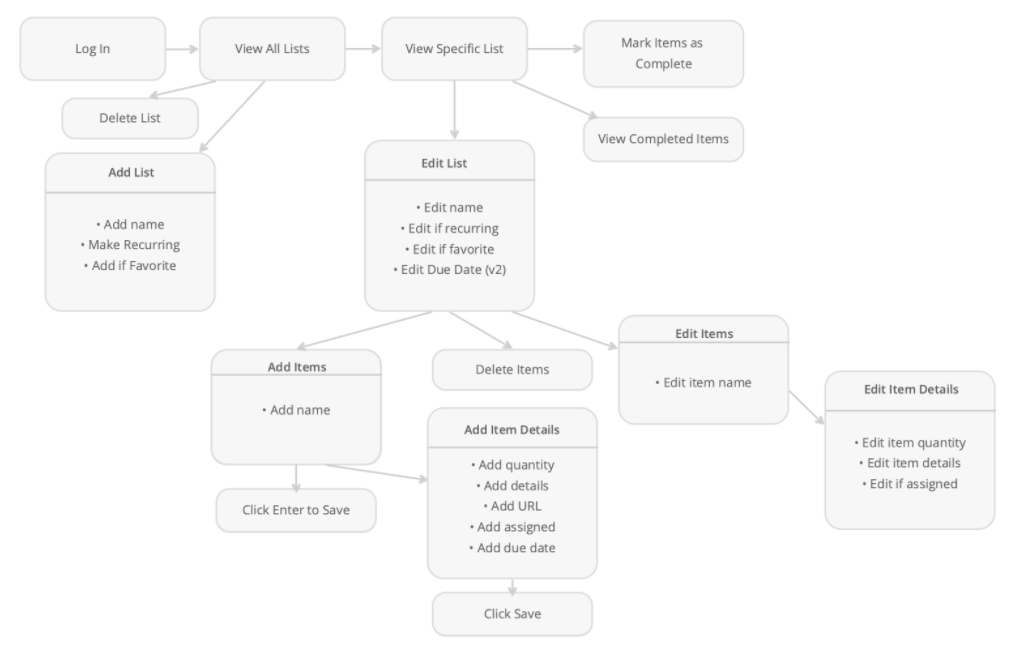 Log In
View All Lists
View Specific List
Mark Items as
Complete
Delete List
View Completed Items
Add List
• Add name
• Make Recurring
• Add if Favorite
Edit List
• Edit name
• Edit if recurring
• Edit if favorite
• Edit Due Date (v2)
Add Items
• Add name
Delete Items
Edit Items
• Edit item name
Edit Item Details
• Edit item quantity
• Edit item details
• Edit if assigned
Add Item Details
• Add quantity
• Add details
• Add URL
• Add assigned
• Add due date
Click Enter to Save
Click Save